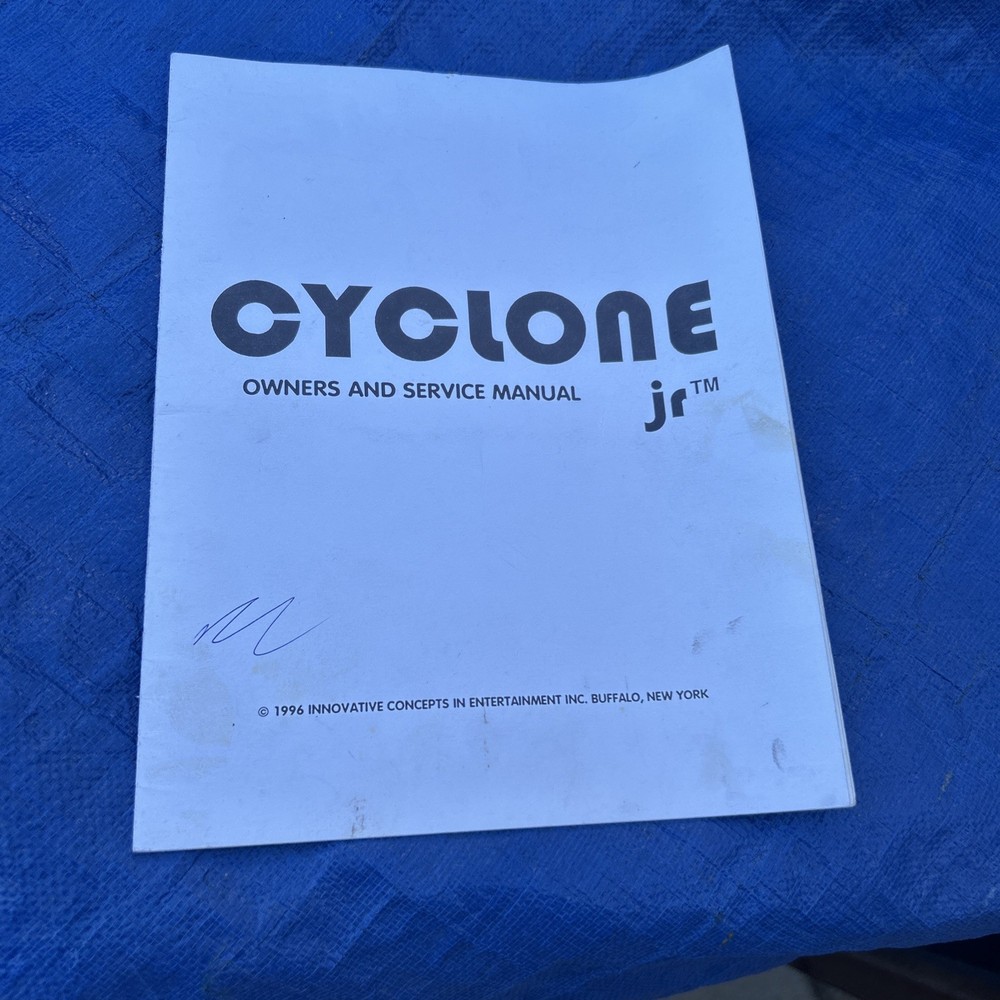 CYCLONE
OWNERS AND SERVICE MANUAL
jr™
© 1996 INNOVATIVE CONCEPTS IN ENTERTAINMENT INC. BUFFALO, NEW YORK